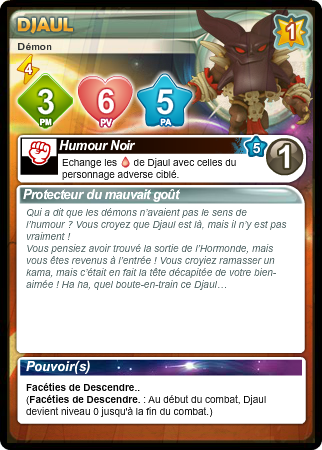 DJAUL
1
Démon
4
3
PM
6
PV
5
PA
Humour Noir
5
1
Echange les de Djaul avec celles du
personnage adverse ciblé.
Protecteur du mauvait goût
Qui a dit que les démons n'avaient pas le sens de
l'humour ? Vous croyez que Djaul est là, mais il n'y est pas
vraiment !
Vous pensiez avoir trouvé la sortie de l'Hormonde, mais
vous êtes revenus à l'entrée ! Vous croyiez ramasser un
kama, mais c'était en fait la tête décapitée de votre bien-
aimée ! Ha ha, quel boute-en-train ce Djaul...
Pouvoir(s)
Facéties de Descendre..
(Facéties de Descendre. : Au début du combat, Djaul
devient niveau 0 jusqu'à la fin du combat.)